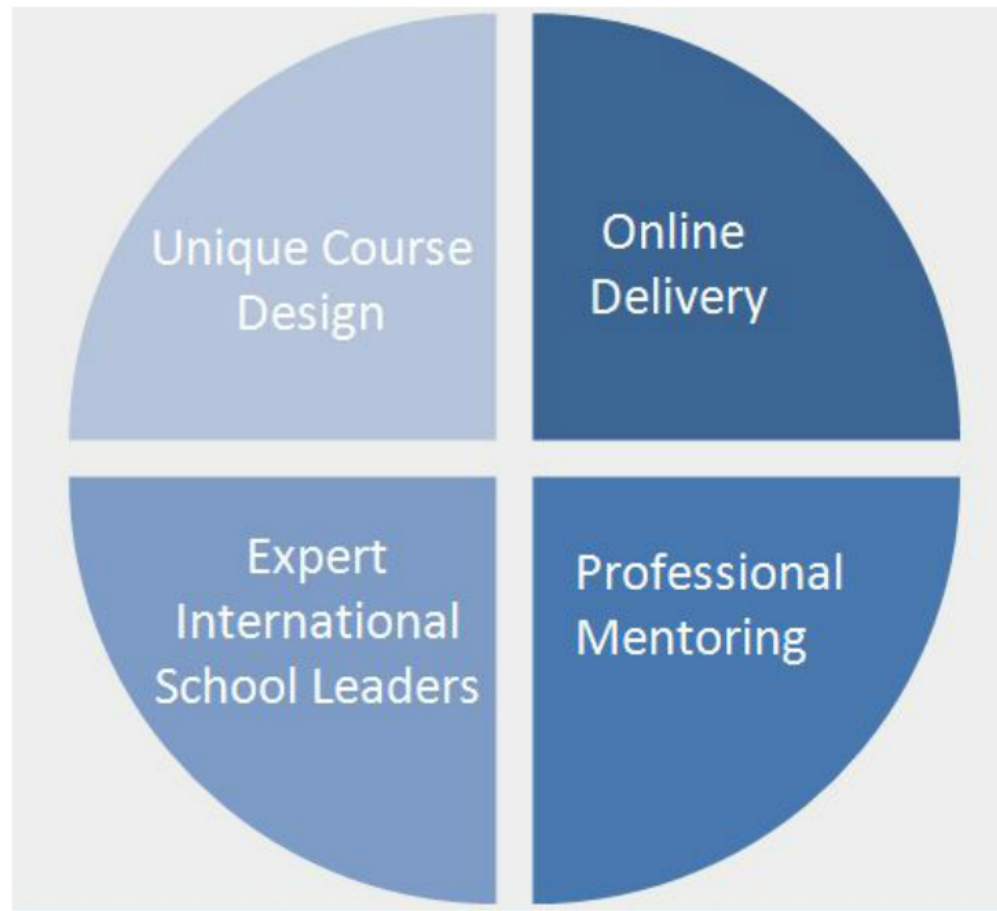 Unique Course
Design
Online
Delivery
Expert
International
School Leaders
Professional
Mentoring